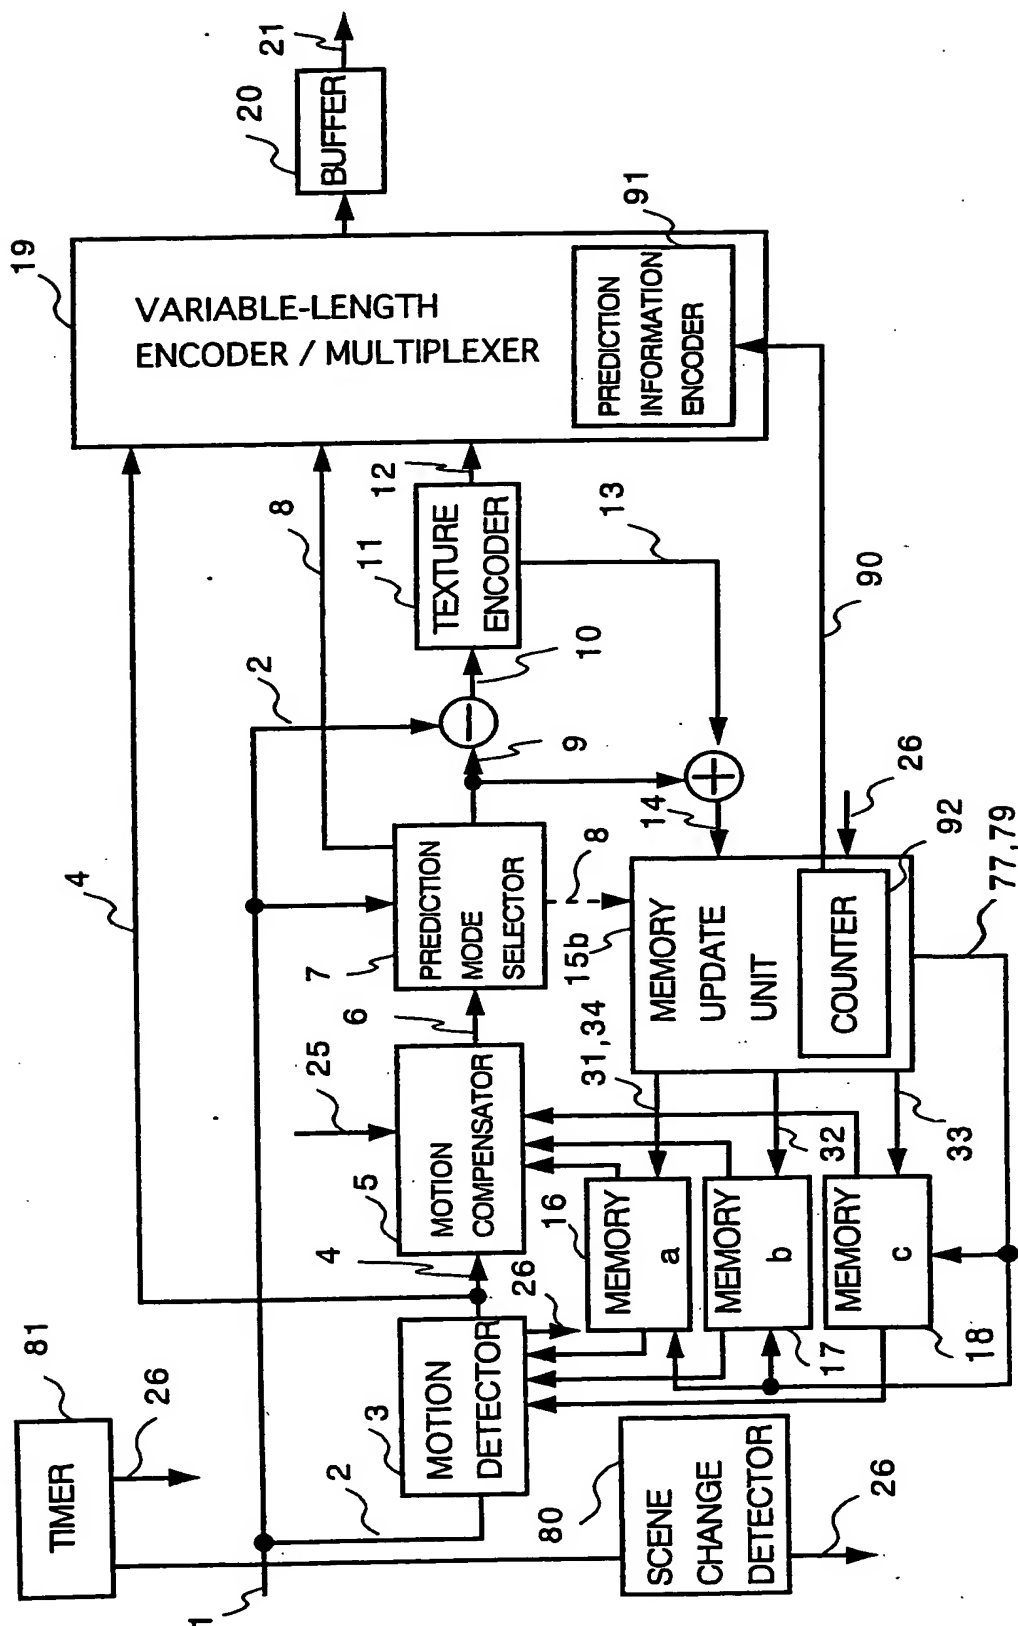 TIMER
81
26
1
2
2
4
MOTION
DETECTOR
3
SCENE
CHANGE
DETECTOR
80
26
26
4
MOTION
COMPENSATOR
5
25
6
PREDICTION
MODE
SELECTOR
7
8
8
9
10
2
TEXTURE
ENCODER
11
12
13
14
MEMORY
UPDATE
UNIT
15b
COUNTER
92
26
90
77,79
31,34
32
33
MEMORY
a
16
MEMORY
b
17
MEMORY
c
18
VARIABLE-LENGTH
ENCODER / MULTIPLEXER
19
PREDICTION
INFORMATION
ENCODER
91
BUFFER
20
21